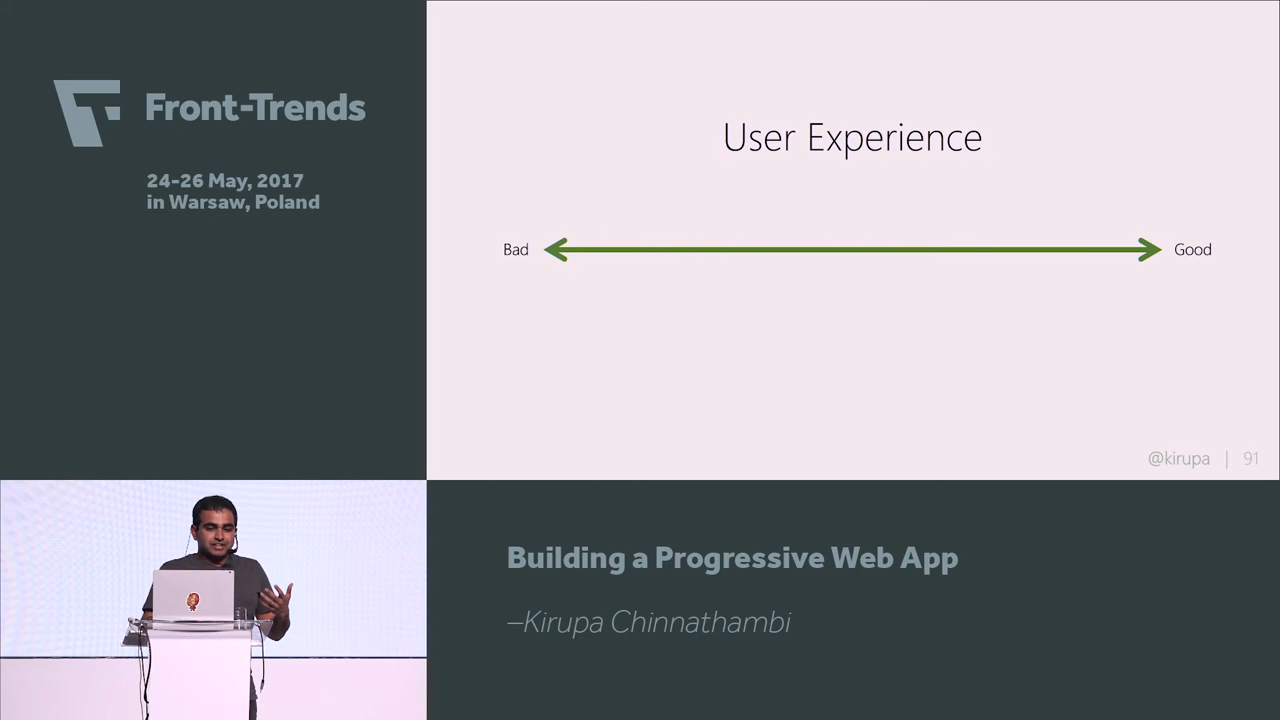 Front-Trends
24-26 May, 2017
in Warsaw, Poland
User Experience
Bad
Good
@kirupa | 91
Building a Progressive Web App
–Kirupa Chinnathambi